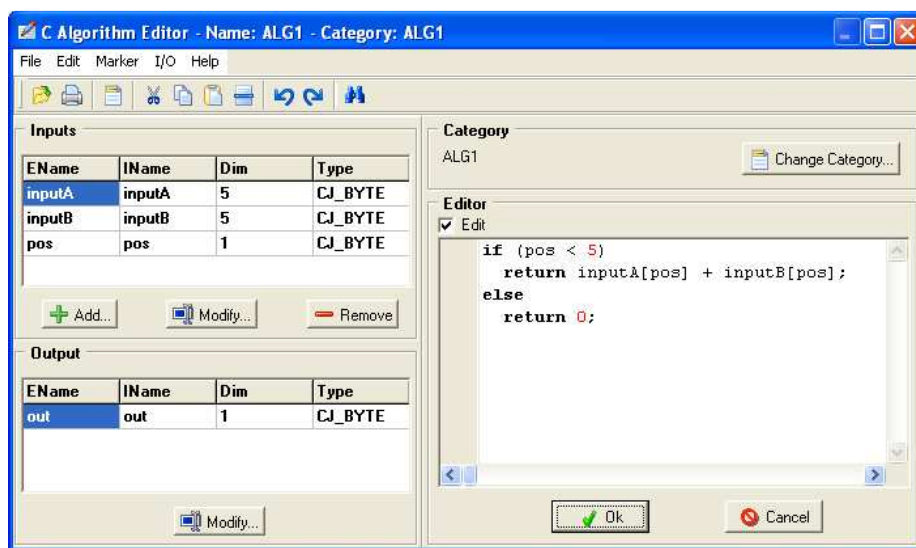 C Algorithm Editor - Name: ALG1 - Category: ALG1
File Edit Marker I/O Help
Inputs
EName IName Dim Type
inputA inputA 5 CJ_BYTE
inputB inputB 5 CJ_BYTE
pos pos 1 CJ_BYTE
Add... Modify... Remove
Output
EName IName Dim Type
out out 1 CJ_BYTE
Modify...
Category
ALG1 Change Category...
Editor
Edit
if (pos < 5)
return inputA[pos] + inputB[pos];
else
return 0;
Ok Cancel